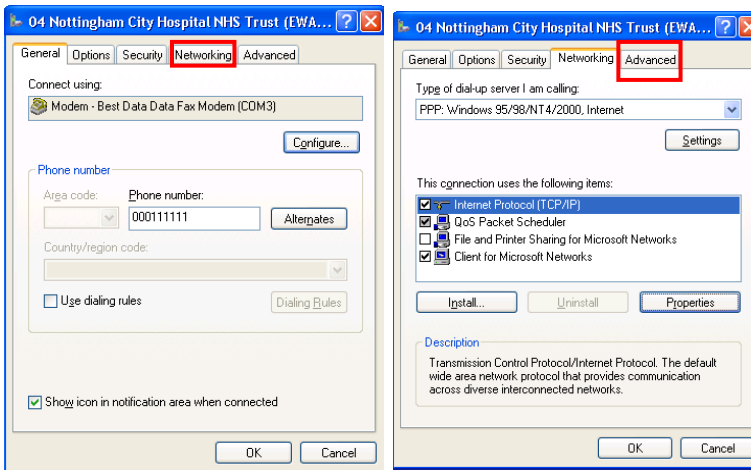 04 Nottingham City Hospital NHS Trust (EWA...
General Options Security Networking Advanced
Connect using:
Modem - Best Data Data Fax Modem (COM3)
Configure...
Phone number
Area code: Phone number:
000111111 Alternates
Country/region code:
Use dialing rules Dialing Rules
Show icon in notification area when connected
OK Cancel
04 Nottingham City Hospital NHS Trust (EWA...
General Options Security Networking Advanced
Type of dial-up server I am calling:
PPP: Windows 95/98/NT4/2000, Internet
Settings
This connection uses the following items:
Internet Protocol (TCP/IP)
QoS Packet Scheduler
File and Printer Sharing for Microsoft Networks
Client for Microsoft Networks
Install... Uninstall Properties
Description
Transmission Control Protocol/Internet Protocol. The default
wide area network protocol that provides communication
across diverse interconnected networks.
OK Cancel